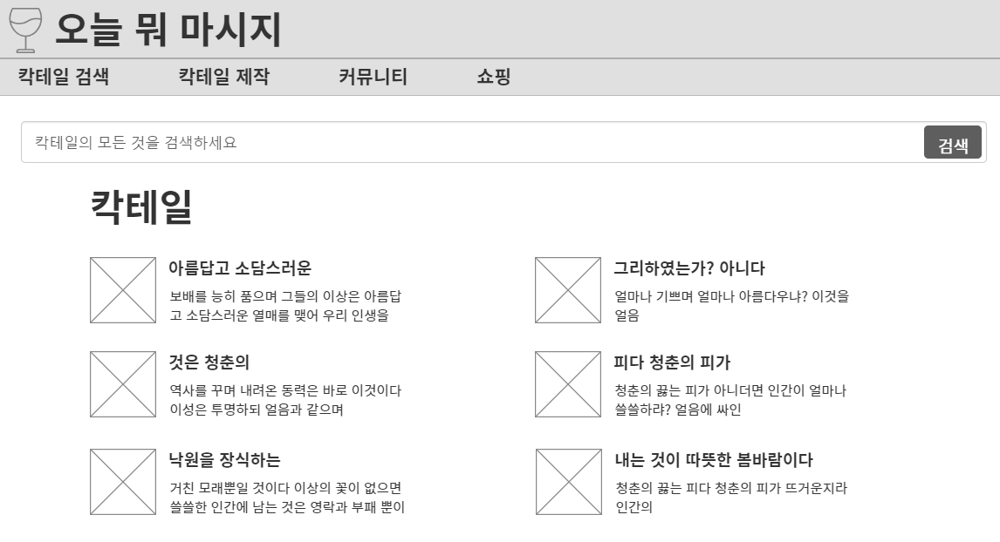 오늘 뭐 마시지
칵테일 검색 칵테일 제작 커뮤니티 쇼핑
칵테일의 모든 것을 검색하세요 검색
칵테일
아름답고 소담스러운
보배를 능히 품으며 그들의 이상은 아름답
고 소담스러운 열매를 맺어 우리 인생을
그리하였는가? 아니다
얼마나 기쁘며 얼마나 아름다우냐? 이것을
얼음
것은 청춘의
역사를 꾸며 내려온 동력은 바로 이것이다
이성은 투명하되 얼음과 같으며
피다 청춘의 피가
청춘의 끓는 피가 아니더면 인간이 얼마나
쓸쓸하랴? 얼음에 싸인
낙원을 장식하는
거친 모래뿐일 것이다 이상의 꽃이 없으면
쓸쓸한 인간에 남는 것은 영락과 부패 뿐이
내는 것이 따뜻한 봄바람이다
청춘의 끓는 피다 청춘의 피가 뜨거운지라
인간의